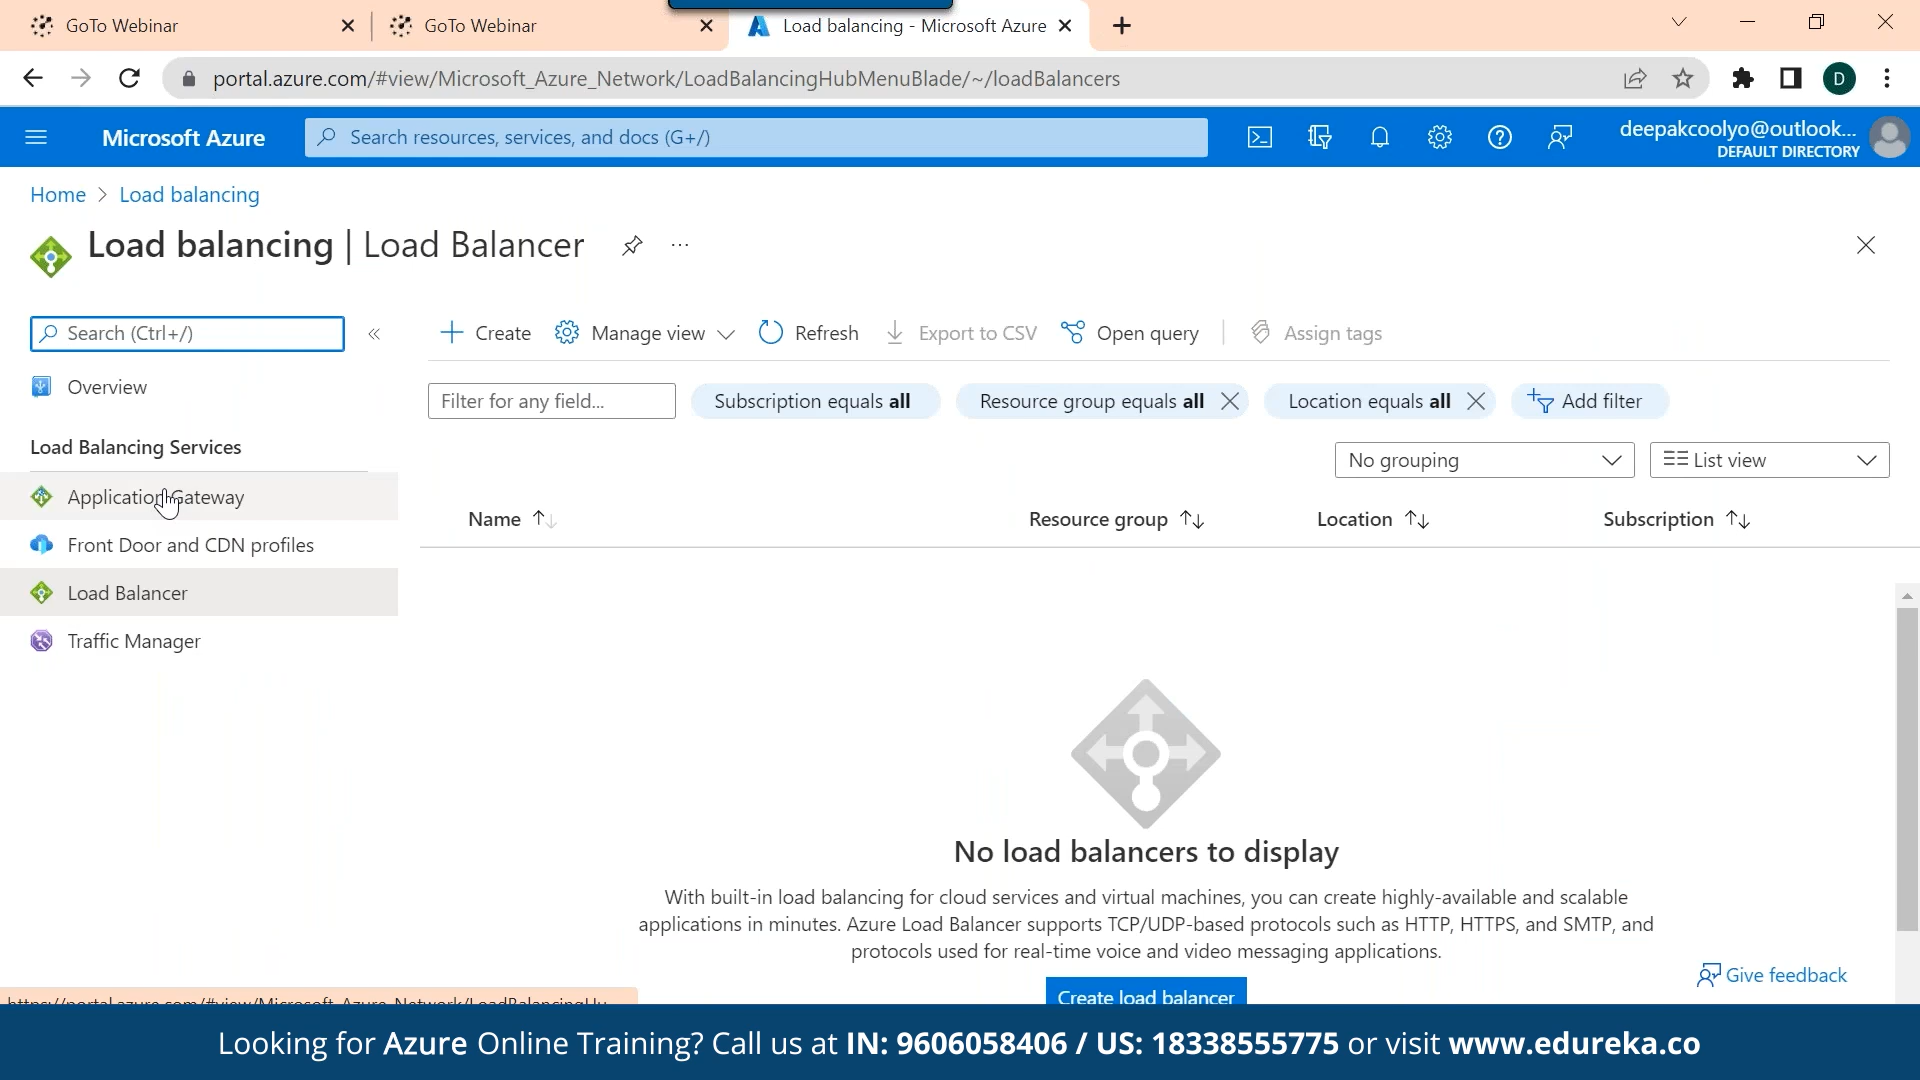 GoTo Webinar
GoTo Webinar
Load balancing - Microsoft Azure
portal.azure.com/#view/Microsoft_Azure_Network/LoadBalancingHubMenuBlade/~/loadBalancers
D
Microsoft Azure
Search resources, services, and docs (G+/)
deepakcoolyo@outlook...
DEFAULT DIRECTORY
Home > Load balancing
Load balancing | Load Balancer
...
Search (Ctrl+/)
«
Create
Manage view
Refresh
Export to CSV
Open query
Assign tags
Overview
Filter for any field...
Subscription equals all
Resource group equals all
Location equals all
Add filter
Load Balancing Services
No grouping
List view
Application Gateway
Front Door and CDN profiles
Load Balancer
Traffic Manager
Name
Resource group
Location
Subscription
No load balancers to display
With built-in load balancing for cloud services and virtual machines, you can create highly-available and scalable
applications in minutes. Azure Load Balancer supports TCP/UDP-based protocols such as HTTP, HTTPS, and SMTP, and
protocols used for real-time voice and video messaging applications.
Give feedback
Create load balancer
https://portal.azure.com/#view/Microsoft_Azure_Network/LoadBalancingHu...
Looking for Azure Online Training? Call us at IN: 9606058406 / US: 18338555775 or visit www.edureka.co